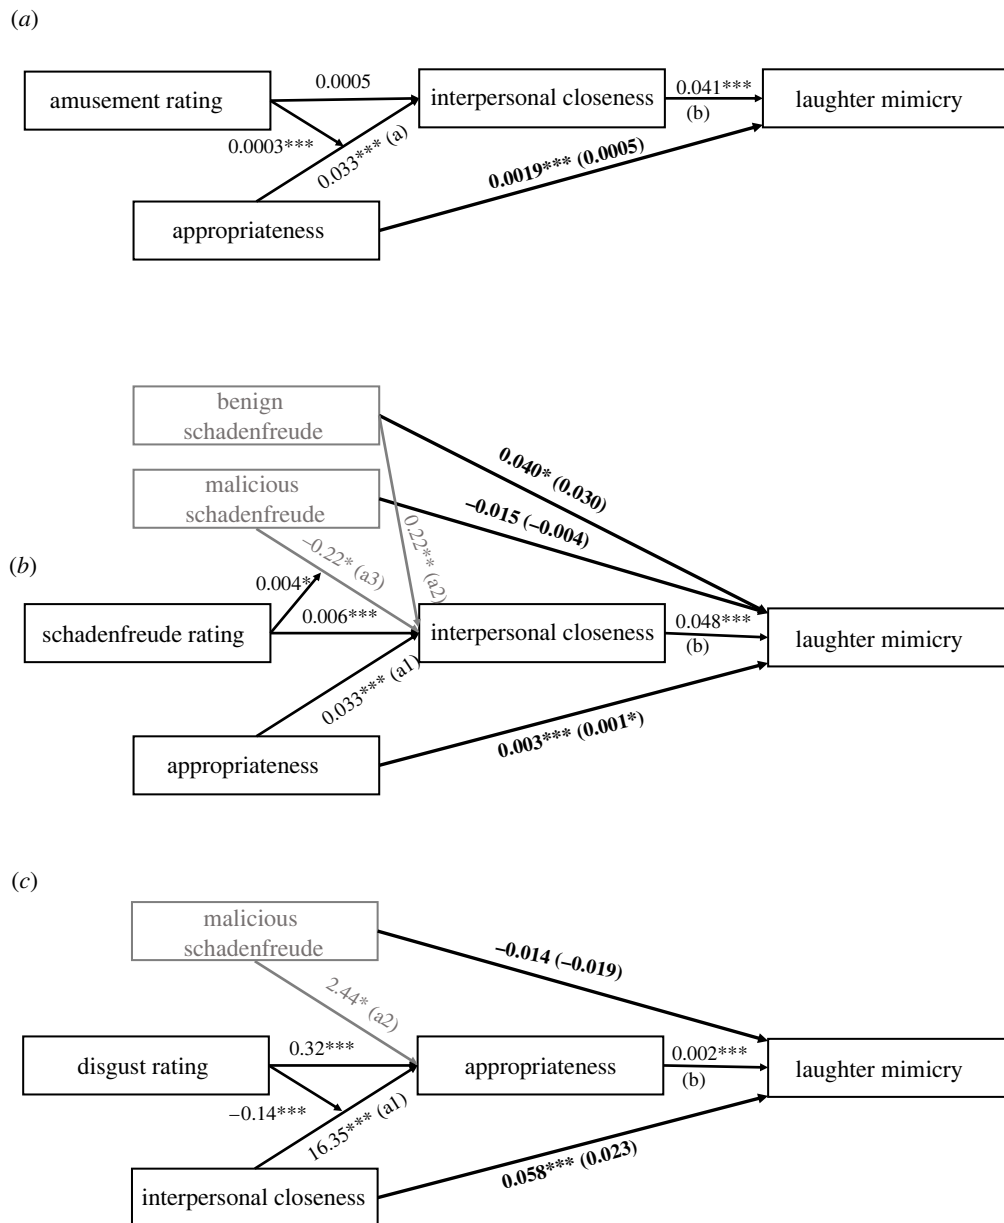 (a)
amusement rating
0.0005
interpersonal closeness
0.041***
(b)
laughter mimicry
0.0003***
0.033*** (a)
0.0019*** (0.0005)
appropriateness
benign
schadenfreude
malicious
schadenfreude
0.040* (0.030)
–0.015 (–0.004)
0.22** (a2)
–0.22* (a3)
(b)
0.004*
schadenfreude rating
0.006***
interpersonal closeness
0.048***
(b)
laughter mimicry
0.033*** (a1)
0.003*** (0.001*)
appropriateness
(c)
malicious
schadenfreude
–0.014 (–0.019)
2.44* (a2)
disgust rating
0.32***
appropriateness
0.002***
(b)
laughter mimicry
–0.14***
16.35*** (a1)
0.058*** (0.023)
interpersonal closeness